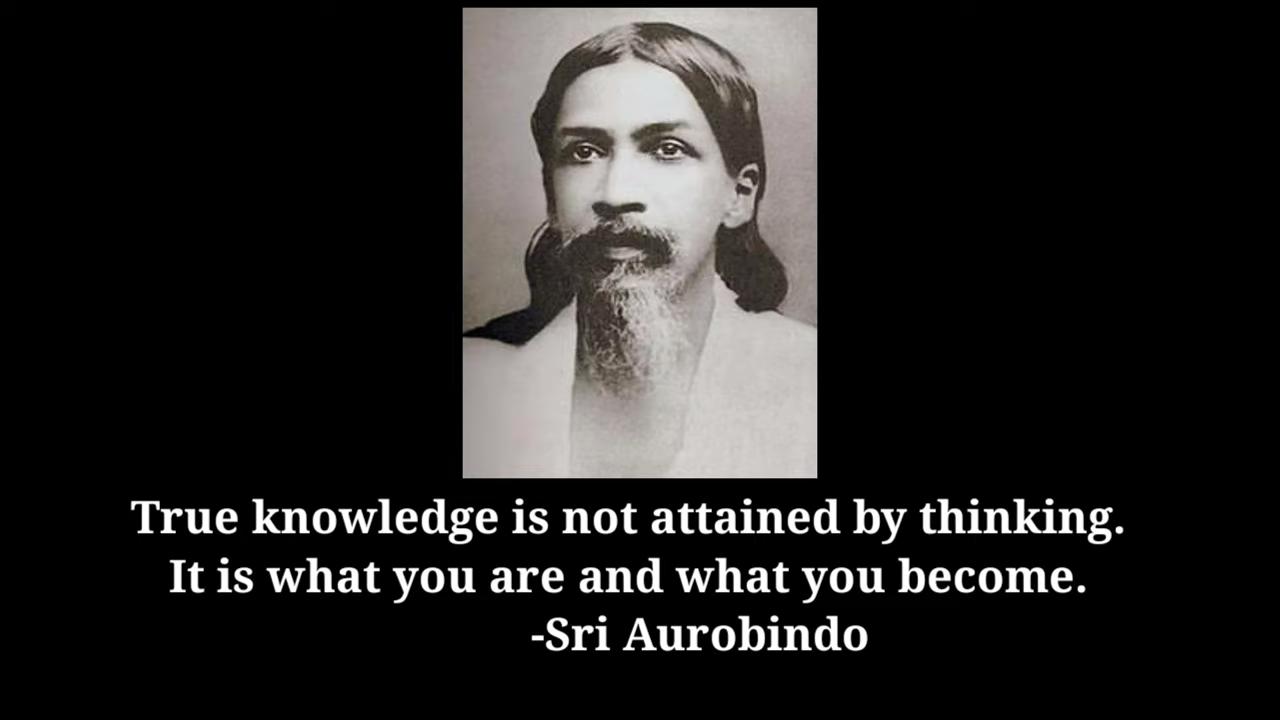 True knowledge is not attained by thinking.
It is what you are and what you become.
-Sri Aurobindo